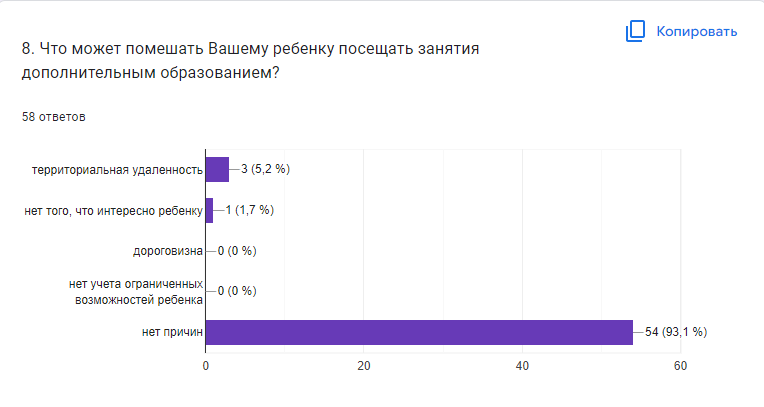 Копировать
8. Что может помешать Вашему ребенку посещать занятия
дополнительным образованием?
58 ответов
территориальная удаленность
3 (5,2 %)
нет того, что интересно ребенку
1 (1,7 %)
дороговизна
0 (0 %)
нет учета ограниченных
возможностей ребенка
0 (0 %)
нет причин
54 (93,1 %)
0
20
40
60